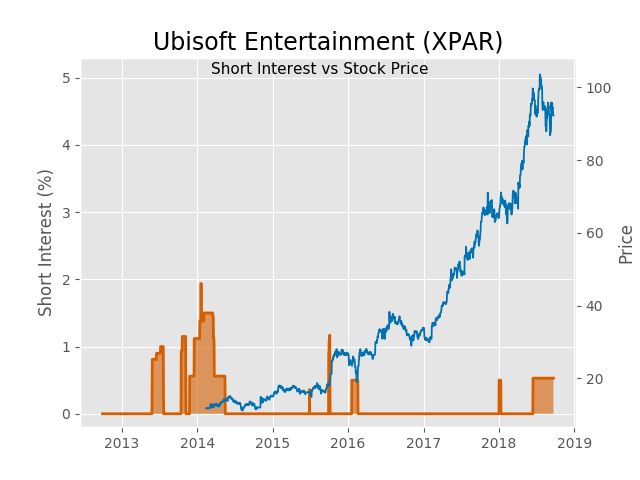 Ubisoft Entertainment (XPAR)
Short Interest vs Stock Price
Short Interest (%)
5
4
3
2
1
0
100
80
60
40
20
Price
2013 2014 2015 2016 2017 2018 2019